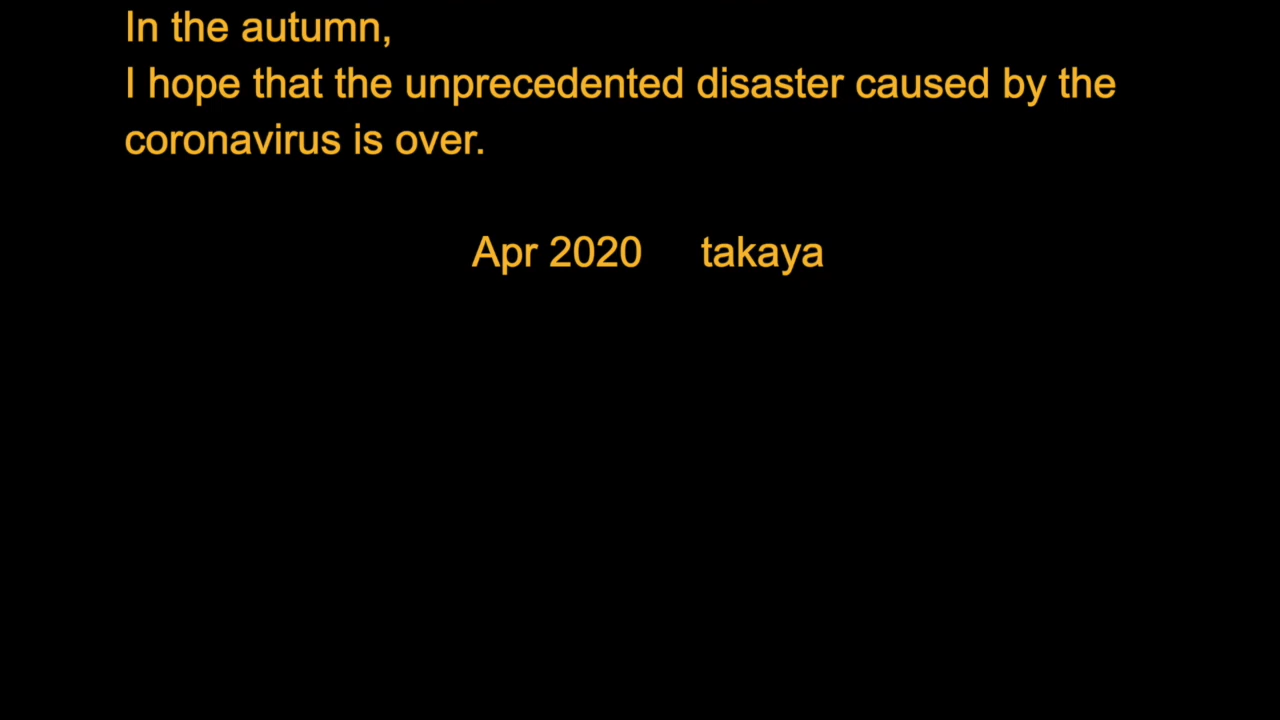 In the autumn,
I hope that the unprecedented disaster caused by the
coronavirus is over.
Apr 2020 takaya